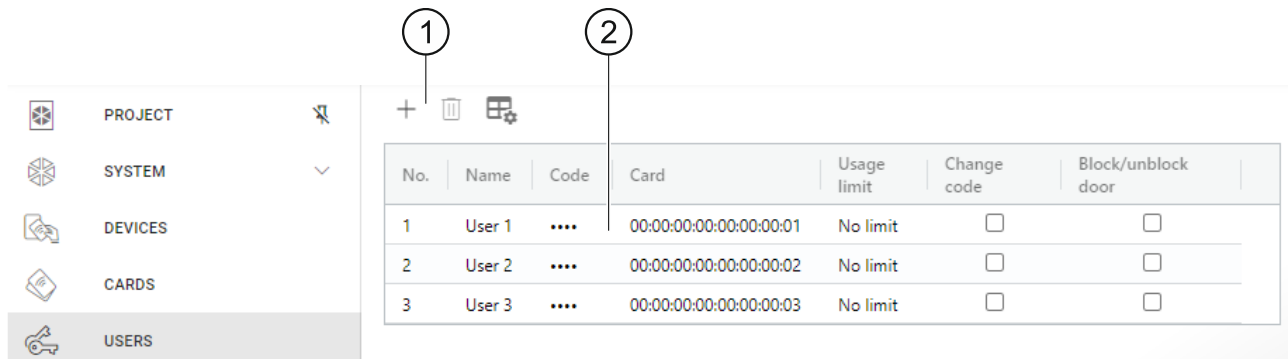 1 2
PROJECT
SYSTEM
DEVICES
CARDS
USERS
No. Name Code Card Usage limit Change code Block/unblock door
1 User 1 •••• 00:00:00:00:00:00:00:01 No limit
2 User 2 •••• 00:00:00:00:00:00:00:02 No limit
3 User 3 •••• 00:00:00:00:00:00:00:03 No limit